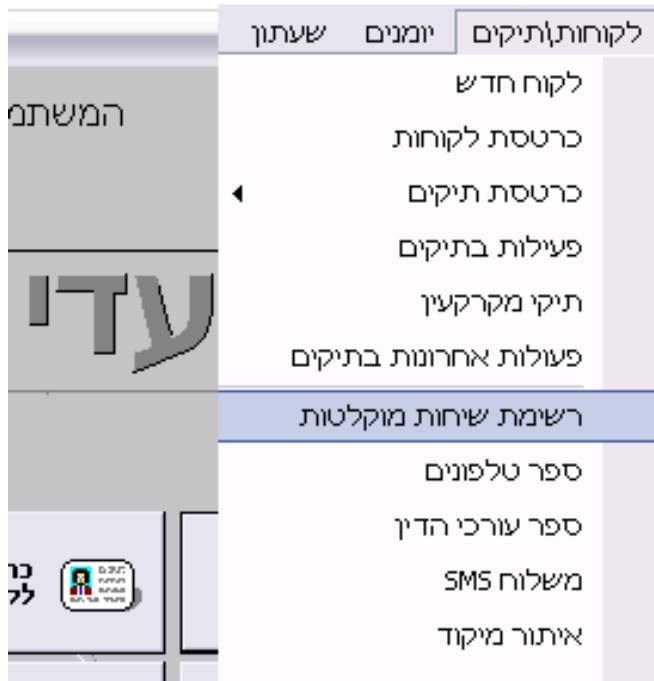 לקוחות\תיקים יומנים שעתון
לקוח חדש
כרטסת לקוחות
כרטסת תיקים
פעילות בתיקים
תיקי מקרקעין
פעולות אחרונות בתיקים
רשימת שיחות מוקלטות
ספר טלפונים
ספר עורכי הדין
משלוח SMS
איתור מיקוד
עדי